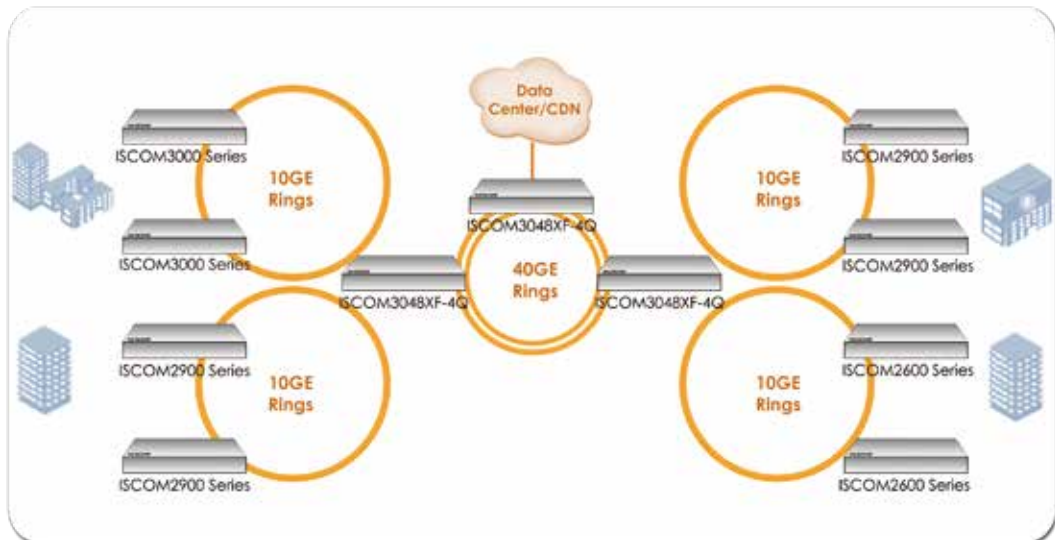 Data
Center/CDN
ISCOM3000 Series
10GE
Rings
ISCOM3000 Series
ISCOM3048XF-4Q
10GE
Rings
ISCOM2900 Series
ISCOM2900 Series
ISCOM3048XF-4Q
40GE
Rings
ISCOM3048XF-4Q
ISCOM2900 Series
10GE
Rings
ISCOM2900 Series
ISCOM2600 Series
10GE
Rings
ISCOM2600 Series